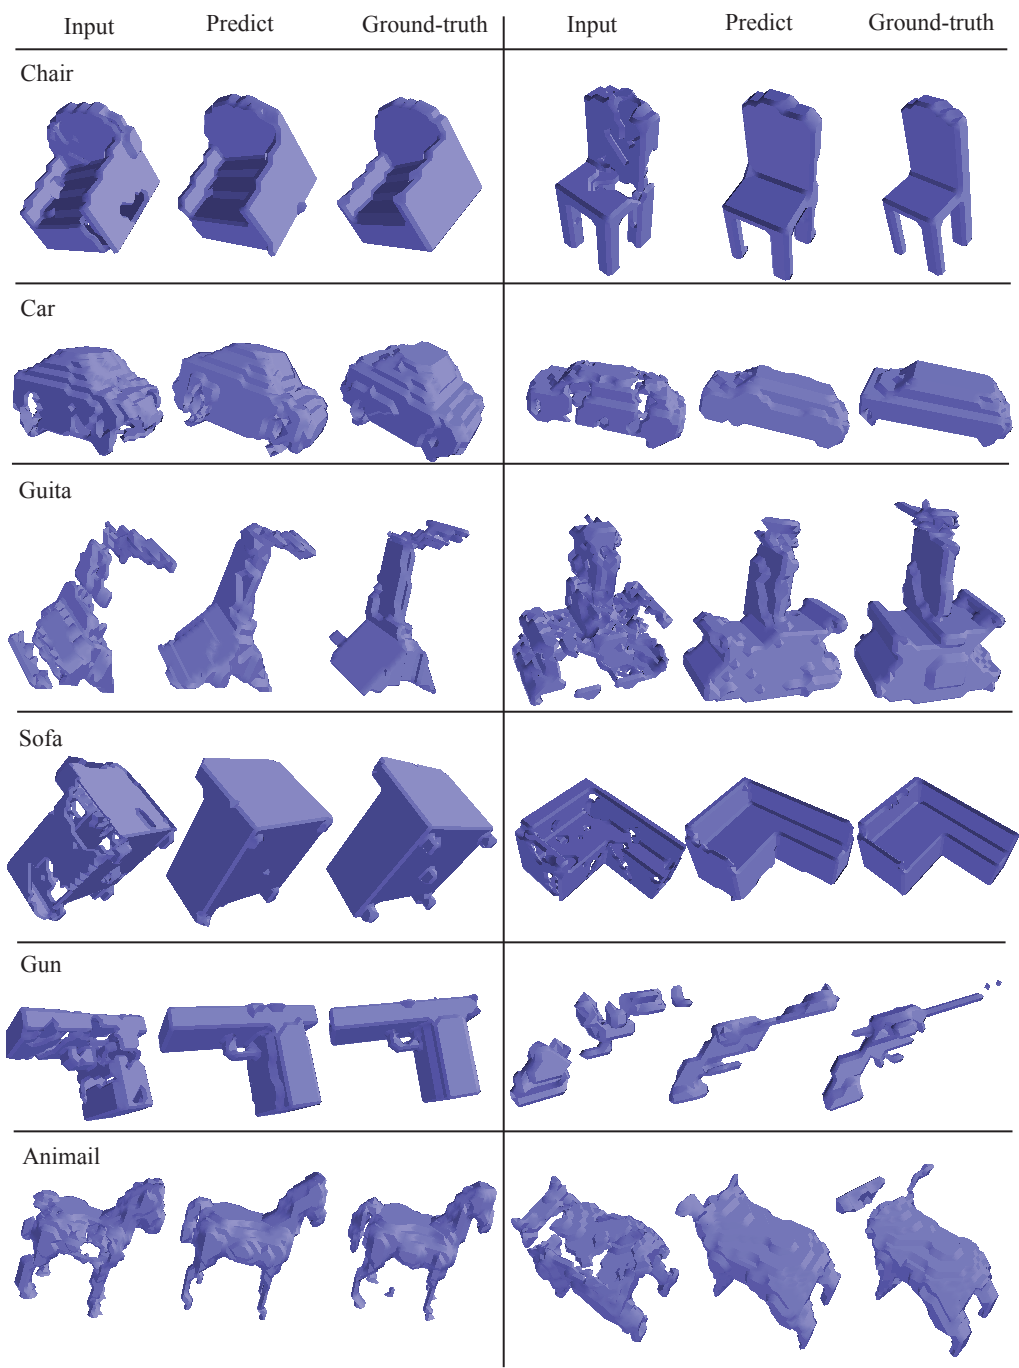 Input Predict Ground-truth Input Predict Ground-truth
Chair
Car
Guita
Sofa
Gun
Animail